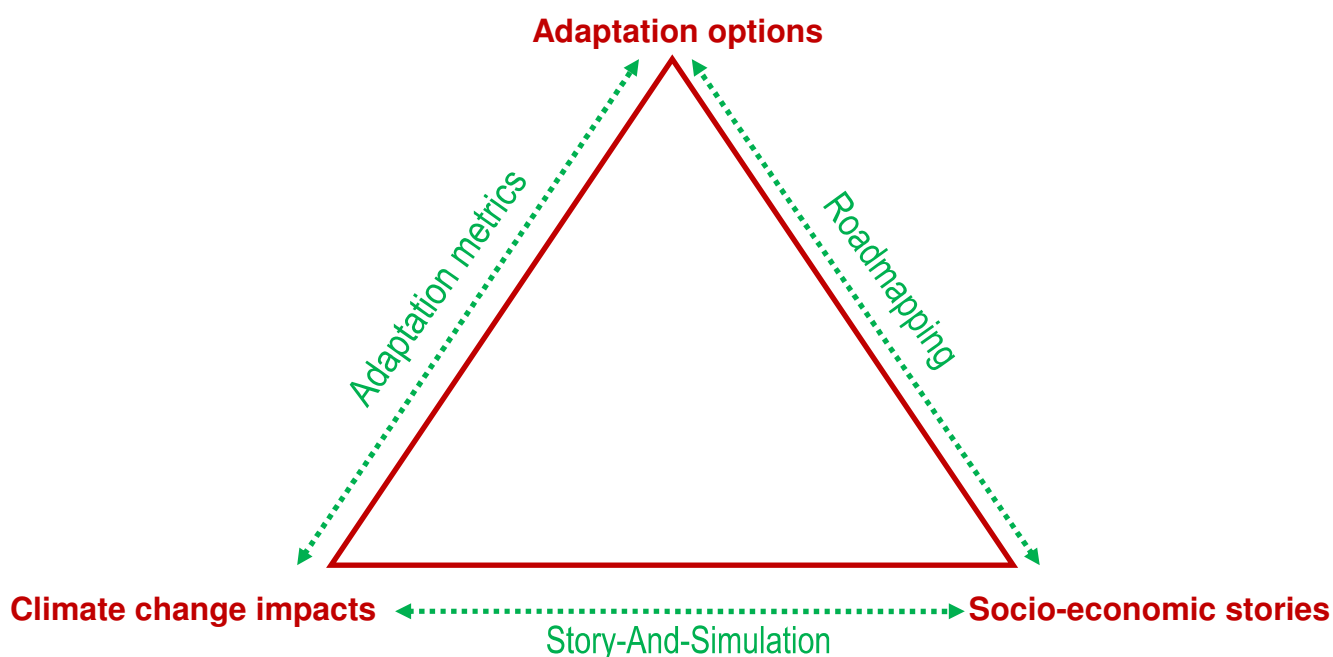 Adaptation options
Adaptation metrics
Roadmapping
Climate change impacts
Socio-economic stories
Story-And-Simulation